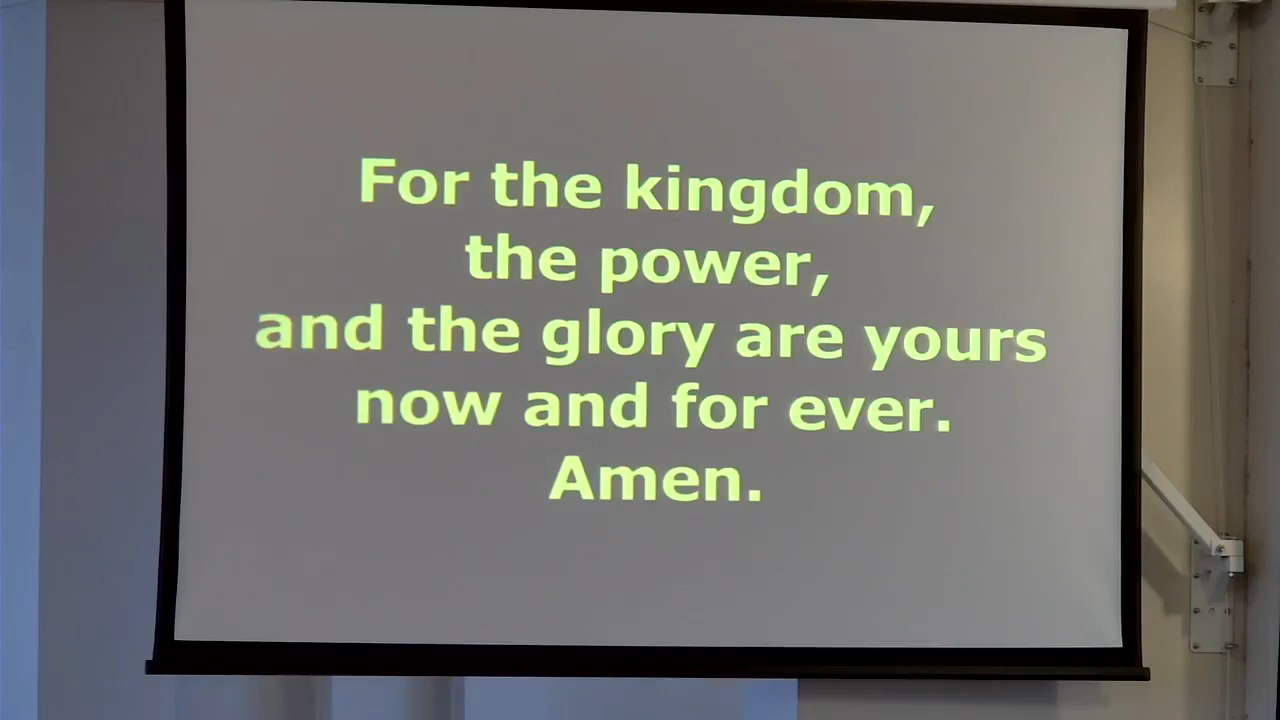 For the kingdom,
the power,
and the glory are yours
now and for ever.
Amen.